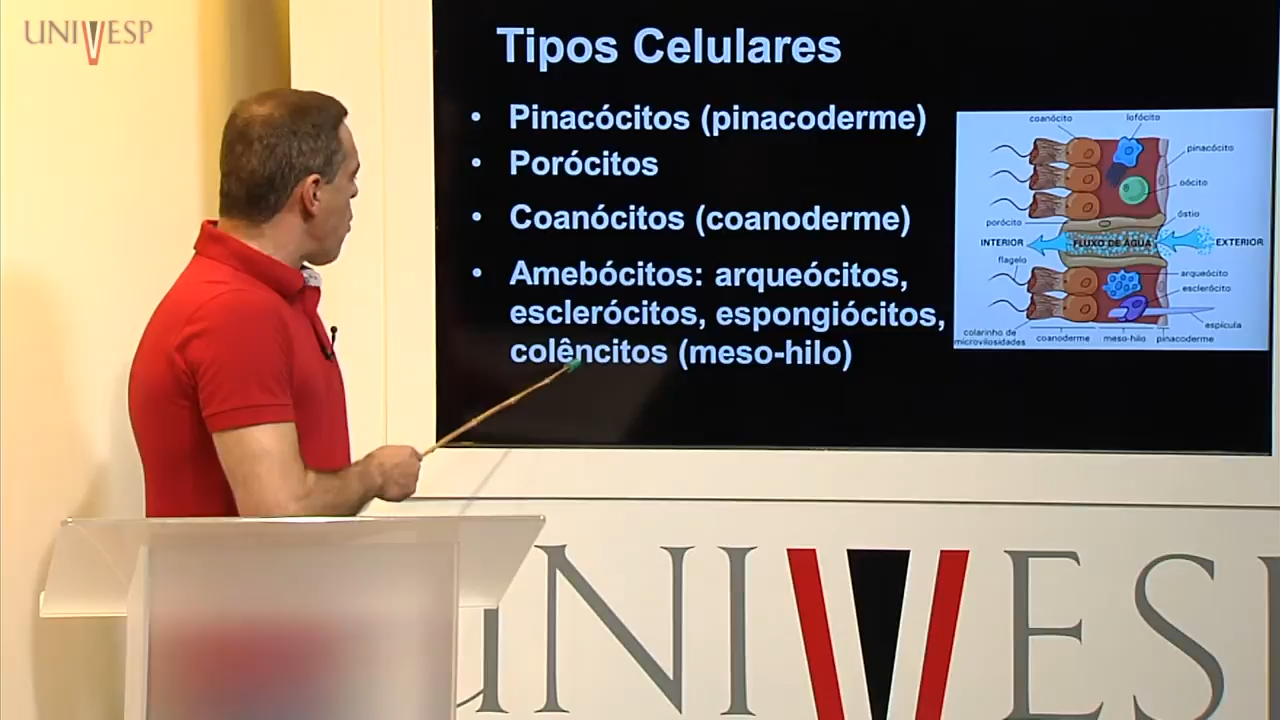 UNIVESP
Tipos Celulares
• Pinacócitos (pinacoderme)
• Porócitos
• Coanócitos (coanoderme)
• Amebócitos: arqueócitos,
esclerócitos, espongiócitos,
colêncitos (meso-hilo)
coanócito
lofócito
pinacócito
oócito
óstio
porócito
INTERIOR
FLUXO DE ÁGUA
EXTERIOR
flagelo
arqueócito
esclerócito
espícula
colarinho de
microvilosidades
coanoderme
meso-hilo
pinacoderme
UNIVES